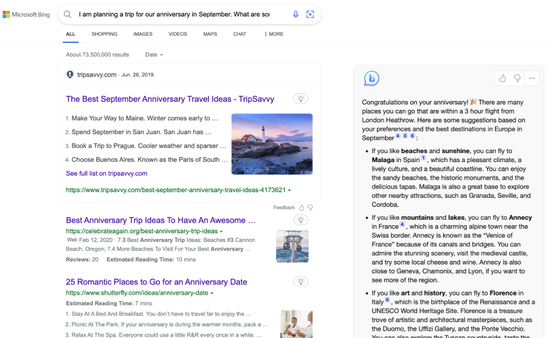 Microsoft Bing
I am planning a trip for our anniversary in September. What are so
ALL SHOPPING IMAGES VIDEOS MAPS CHAT MORE
About 73,500,000 results Date
tripsavvy.com · Jun. 26, 2019
The Best September Anniversary Travel Ideas - TripSavvy
1. Make Your Way to Maine. Winter comes early to …
2. Spend September in San Juan. San Juan has …
3. Book a Trip to Prague. Cooler weather and sparser …
4. Choose Buenos Aires. Known as the Paris of South …
See full list on tripsavvy.com
https://www.tripsavvy.com/best-september-anniversary-travel-ideas-4173621
Feedback
Best Anniversary Trip Ideas To Have An Awesome …
https://celebrateagain.org/best-anniversary-trip-ideas
Web Feb 12, 2020 · 7.3 Best Anniversary Trip Ideas: Beaches #3 Cannon
Beach, Oregon; 7.4 More Beaches To Visit For Your Best Anniversary …
Reviews: 20 Estimated Reading Time: 10 mins
25 Romantic Places to Go for an Anniversary Date
https://www.shutterfly.com/ideas/anniversary-date
Estimated Reading Time: 7 mins
1. Stay At A Bed And Breakfast. You don't have to travel far to enjoy the …
2. Picnic At The Park. If your anniversary is during the warmer months, pack a …
3. Relax At The Spa. Everyone could use a little R&R every once in a while. …
Congratulations on your anniversary! 🎉 There are many
places you can go that are within a 3 hour flight from
London Heathrow. Here are some suggestions based on
your preferences and the best destinations in Europe in
September 4 5 6 :
• If you like beaches and sunshine, you can fly to
Malaga in Spain 1 , which has a pleasant climate, a
lively culture, and a beautiful coastline. You can enjoy
the sandy beaches, the historic monuments, and the
delicious tapas. Malaga is also a great base to explore
other nearby attractions, such as Granada, Seville, and
Cordoba.
• If you like mountains and lakes, you can fly to Annecy
in France 4 , which is a charming alpine town near the
Swiss border. Annecy is known as the “Venice of
France” because of its canals and bridges. You can
admire the stunning scenery, visit the medieval castle,
and try some local cheese and wine. Annecy is also
close to Geneva, Chamonix, and Lyon, if you want to
see more of the region.
• If you like art and history, you can fly to Florence in
Italy 6 , which is the birthplace of the Renaissance and a
UNESCO World Heritage Site. Florence is a treasure
trove of artistic and architectural masterpieces, such as
the Duomo, the Uffizi Gallery, and the Ponte Vecchio.
You can also explore the Tuscan countryside, taste the